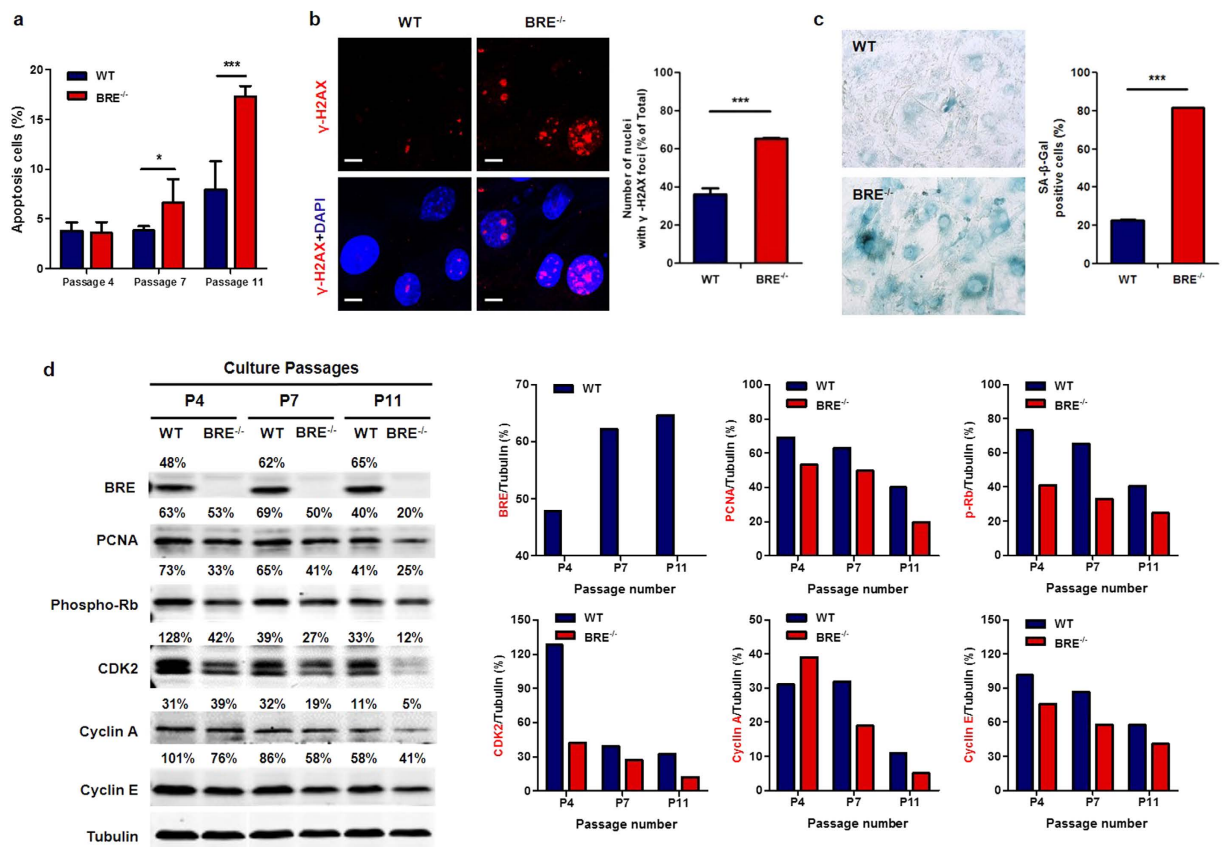 a
Apoptosis cells (%)
20
15
10
5
0
WT
BRE-/-
***
*
Passage 4
Passage 7
Passage 11
b
WT
BRE-/-
γ-H2AX
γ-H2AX+DAPI
Number of nuclei
with γ -H2AX foci (% of Total)
100
80
60
40
20
0
***
WT
BRE-/-
c
WT
BRE-/-
SA-β-Gal
positive cells (%)
100
80
60
40
20
0
***
WT
BRE-/-
d
Culture Passages
P4 P7 P11
WT BRE-/- WT BRE-/- WT BRE-/-
48% 62% 65%
BRE
63% 53% 69% 50% 40% 20%
PCNA
73% 33% 65% 41% 41% 25%
Phospho-Rb
128% 42% 39% 27% 33% 12%
CDK2
31% 39% 32% 19% 11% 5%
Cyclin A
101% 76% 86% 58% 58% 41%
Cyclin E
Tubulin
BRE/Tubulin (%)
70
60
50
40
WT
P4 P7 P11
Passage number
PCNA/Tubulin (%)
100
80
60
40
20
0
WT
BRE-/-
P4 P7 P11
Passage number
p-Rb/Tubulin (%)
100
80
60
40
20
0
WT
BRE-/-
P4 P7 P11
Passage number
CDK2/Tubulin (%)
150
120
90
60
30
0
WT
BRE-/-
P4 P7 P11
Passage number
Cyclin A/Tubulin (%)
50
40
30
20
10
0
WT
BRE-/-
P4 P7 P11
Passage number
Cyclin E/Tubulin (%)
150
120
90
60
30
0
WT
BRE-/-
P4 P7 P11
Passage number